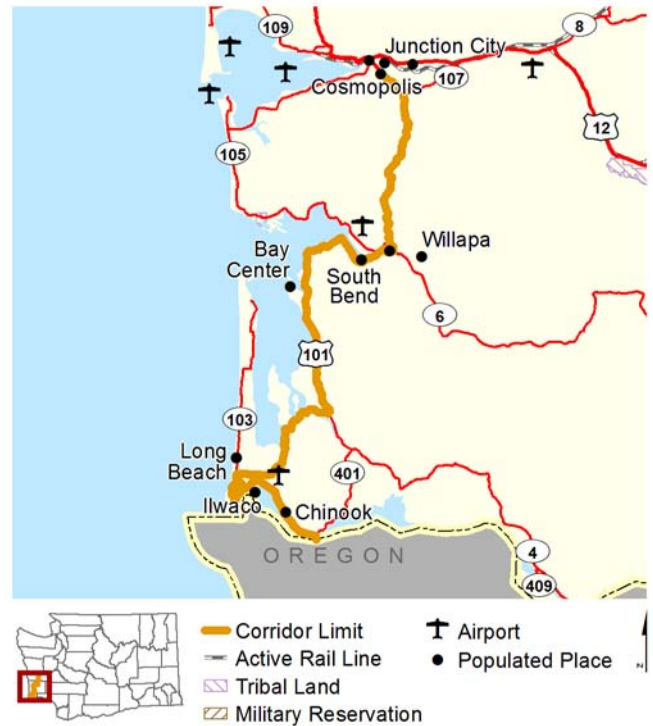 109
8
Junction City
Cosmopolis
107
12
105
Willapa
Bay
Center
South
Bend
6
101
103
Long
Beach
401
Ilwaco
Chinook
OREGON
4
409
Corridor Limit
Airport
Active Rail Line
Populated Place
Tribal Land
Military Reservation
N